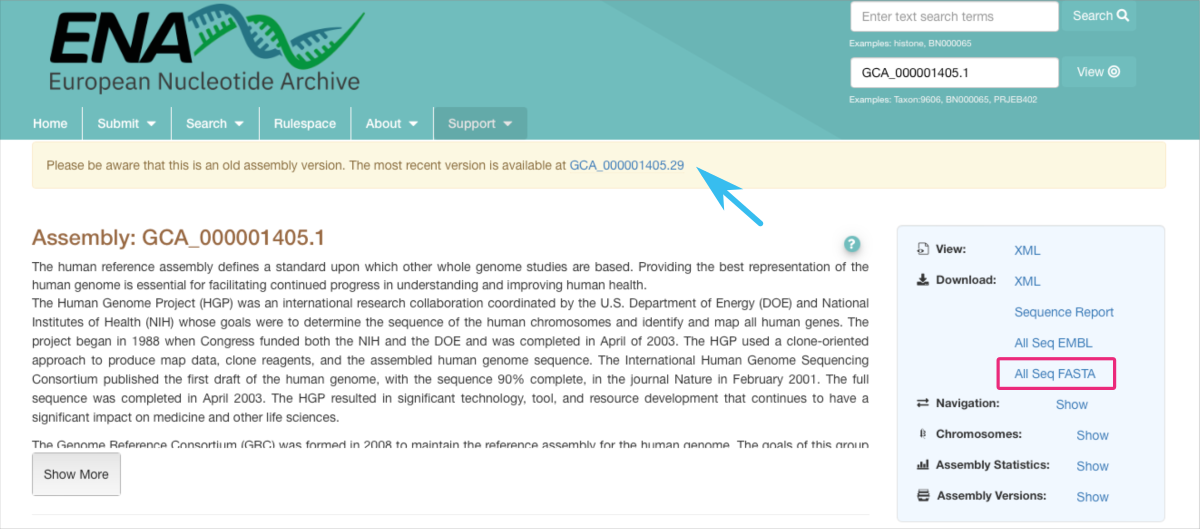 ENA
European Nucleotide Archive
Enter text search terms
Search
Examples: histone, BN000065
GCA_000001405.1
View
Examples: Taxon:9606, BN000065, PRJEB402
Home Submit Search Rulespace About Support
Please be aware that this is an old assembly version. The most recent version is available at GCA_000001405.29
Assembly: GCA_000001405.1
?
The human reference assembly defines a standard upon which other whole genome studies are based. Providing the best representation of the
human genome is essential for facilitating continued progress in understanding and improving human health.
The Human Genome Project (HGP) was an international research collaboration coordinated by the U.S. Department of Energy (DOE) and National
Institutes of Health (NIH) whose goals were to determine the sequence of the human chromosomes and identify and map all human genes. The
project began in 1988 when Congress funded both the NIH and the DOE and was completed in April of 2003. The HGP used a clone-oriented
approach to produce map data, clone reagents, and the assembled human genome sequence. The International Human Genome Sequencing
Consortium published the first draft of the human genome, with the sequence 90% complete, in the journal Nature in February 2001. The full
sequence was completed in April 2003. The HGP resulted in significant technology, tool, and resource development that continues to have a
significant impact on medicine and other life sciences.
The Genome Reference Consortium (GRC) was formed in 2008 to maintain the reference assembly for the human genome. The goals of this group
Show More
View: XML
Download: XML
Sequence Report
All Seq EMBL
All Seq FASTA
Navigation: Show
Chromosomes: Show
Assembly Statistics: Show
Assembly Versions: Show